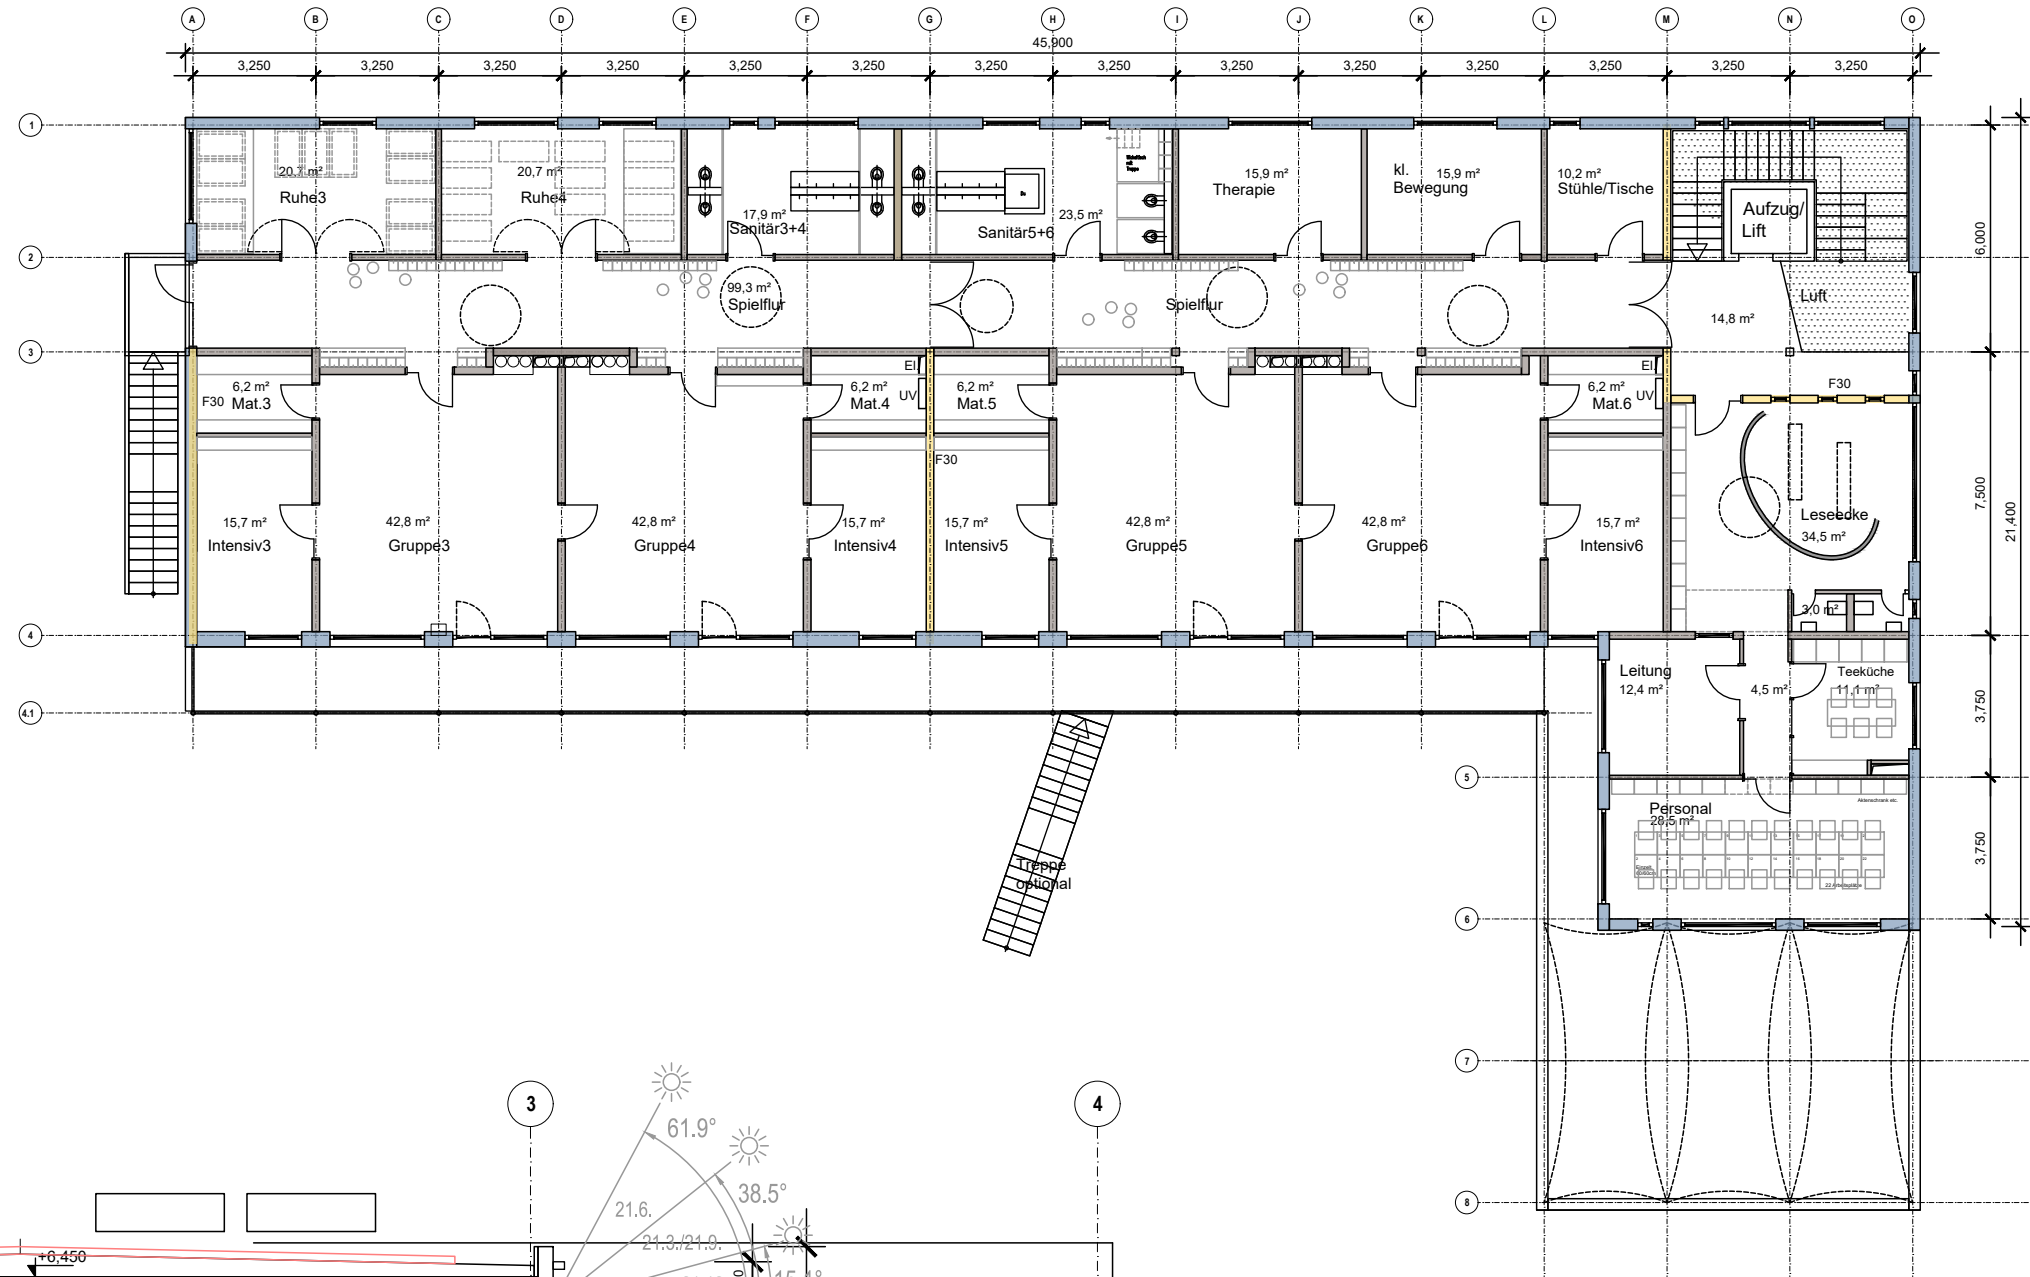 A B C D E F G H I J K L M N O
45,900
3,250 3,250 3,250 3,250 3,250 3,250 3,250 3,250 3,250 3,250 3,250 3,250 3,250 3,250
1
20,7 m²
Ruhe3
20,7 m²
Ruhe4
17,9 m²
Sanitär3+4
23,5 m²
Sanitär5+6
15,9 m²
Therapie
kl.
Bewegung
15,9 m²
10,2 m²
Stühle/Tische
Aufzug/
Lift
6,000
2
99,3 m²
Spielflur
Spielflur
Luft
14,8 m²
3
F30
6,2 m²
Mat.3
F30
El.
6,2 m²
Mat.4
UV
6,2 m²
Mat.5
El.
6,2 m²
Mat.6
UV
F30
15,7 m²
Intensiv3
42,8 m²
Gruppe3
42,8 m²
Gruppe4
15,7 m²
Intensiv4
15,7 m²
Intensiv5
42,8 m²
Gruppe5
42,8 m²
Gruppe6
15,7 m²
Intensiv6
Leseecke
34,5 m²
7,500
21,400
3,0 m²
4
Leitung
12,4 m²
4,5 m²
Teeküche
11,1 m²
3,750
4.1
5
Personal
28,5 m²
Aktenschrank etc.
22 Arbeitsplätze
3,750
Treppe
optional
6
7
8
3
4
61.9°
38.5°
21.6.
21.3./21.9.
15.4°
+6,450